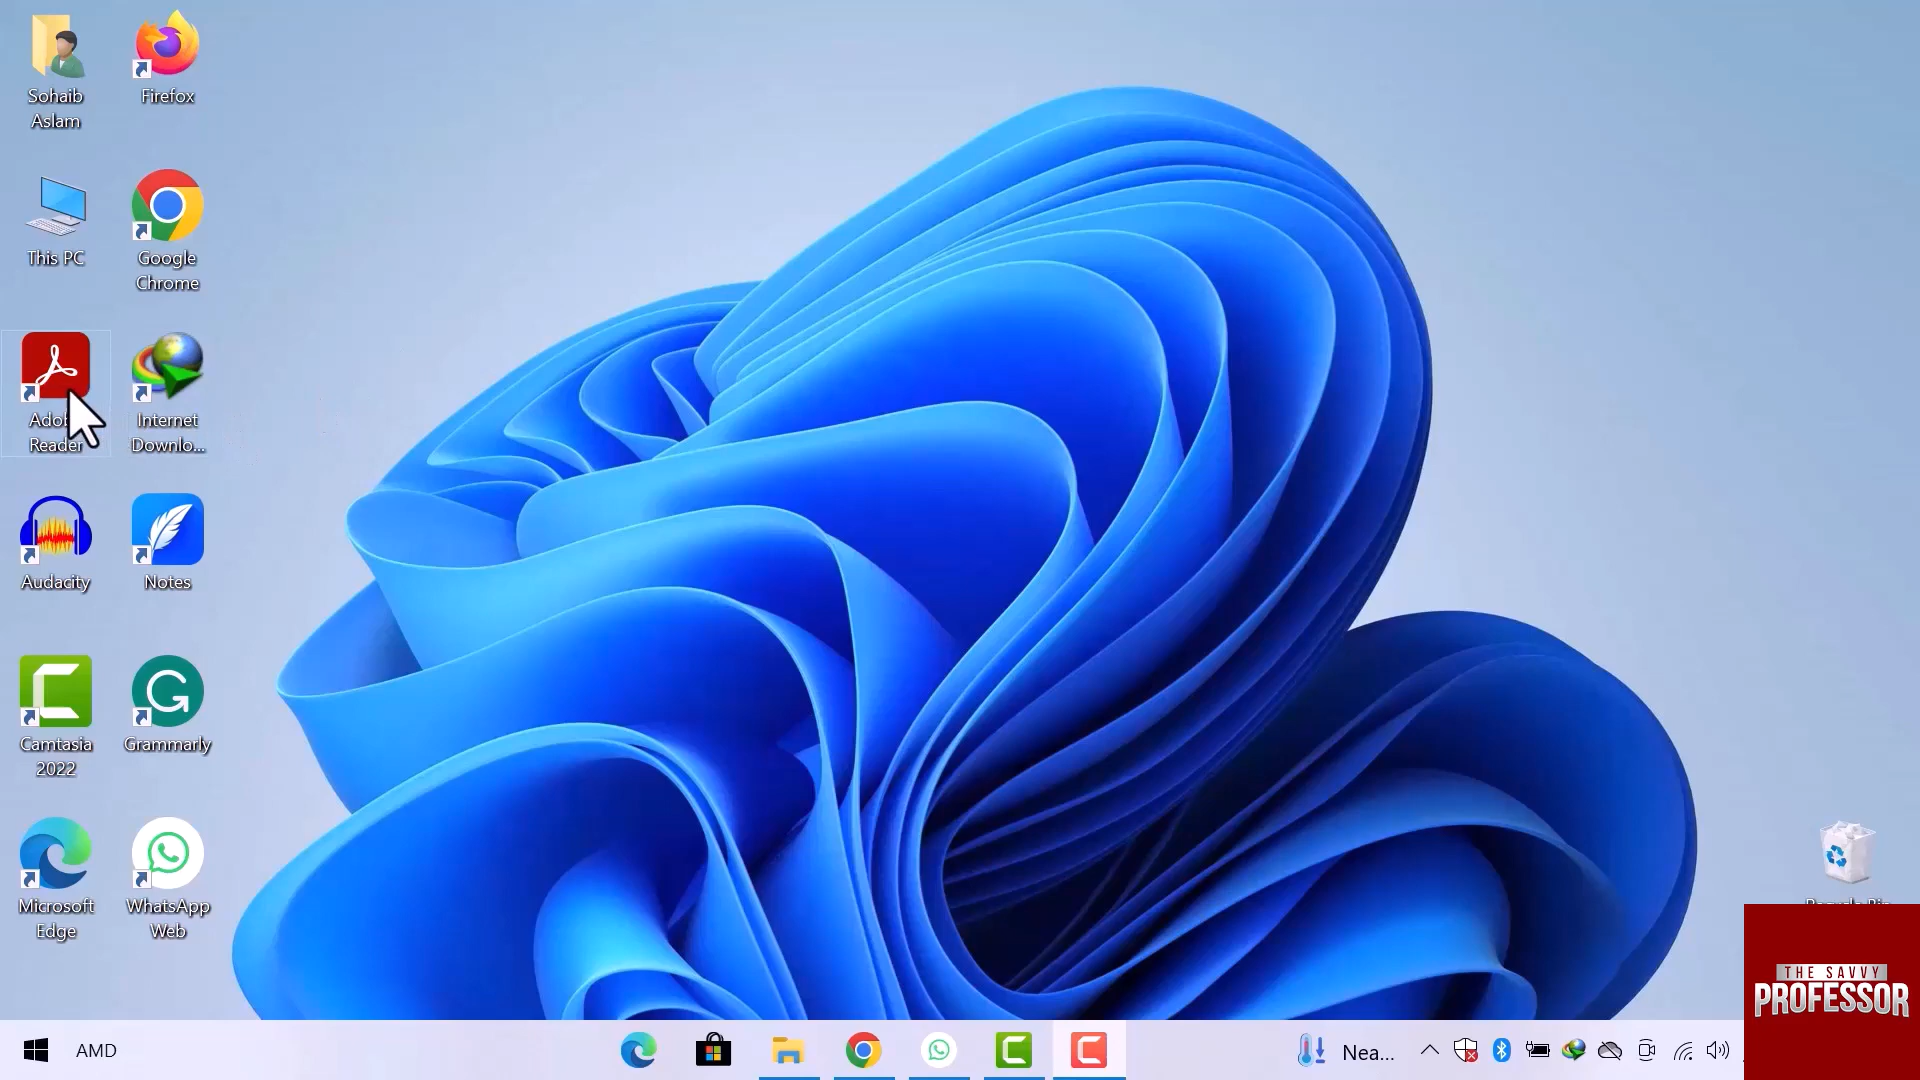 Sohaib
Aslam
Firefox
This PC
Google
Chrome
Reader
Internet
Downlo...
Audacity
Notes
Camtasia
2022
Grammarly
Microsoft
Edge
WhatsApp
Web
THE SAVVY
PROFESSOR
AMD
Nea...